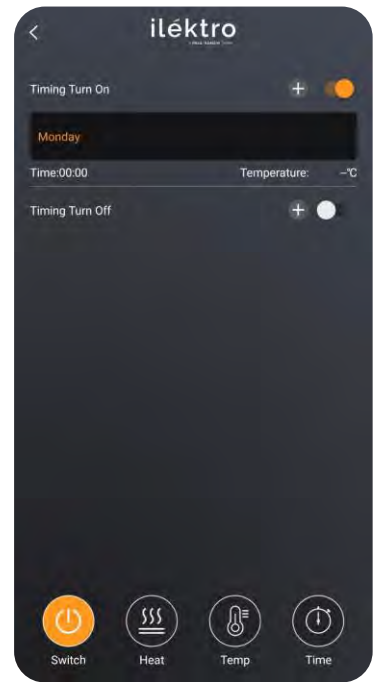 ilektro
Timing Turn On
Monday
Time:00:00 Temperature: --°C
Timing Turn Off
Switch Heat Temp Time